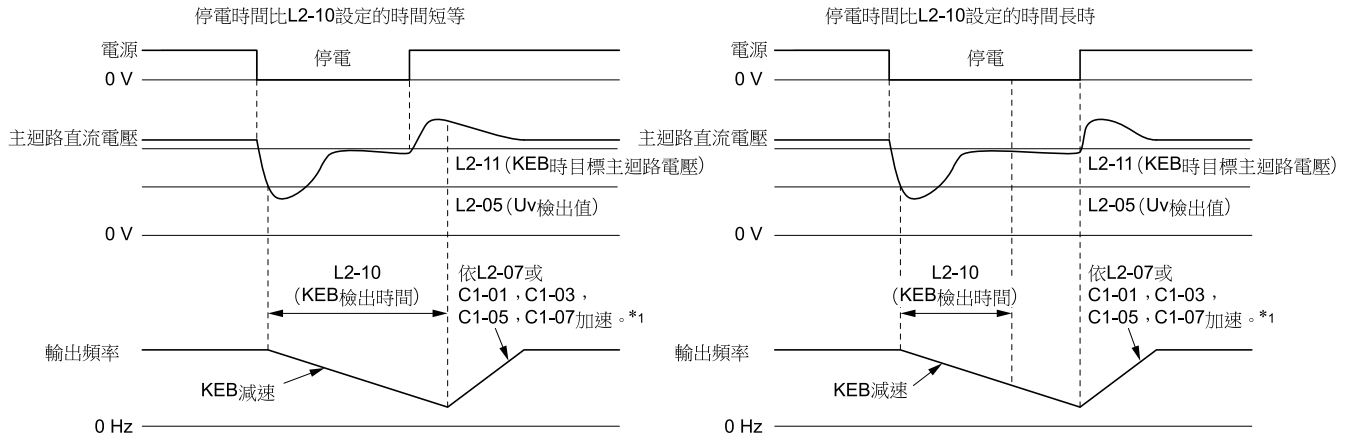 停電時間比L2-10設定的時間短等
電源
停電
0 V
主迴路直流電壓
L2-11(KEB時目標主迴路電壓)
L2-05(Uv檢出值)
0 V
L2-10
(KEB檢出時間)
依L2-07或
C1-01,C1-03,
C1-05,C1-07加速。*1
輸出頻率
KEB減速
0 Hz
停電時間比L2-10設定的時間長時
電源
停電
0 V
主迴路直流電壓
L2-11(KEB時目標主迴路電壓)
L2-05(Uv檢出值)
0 V
L2-10
(KEB檢出時間)
依L2-07或
C1-01,C1-03,
C1-05,C1-07加速。*1
輸出頻率
KEB減速
0 Hz